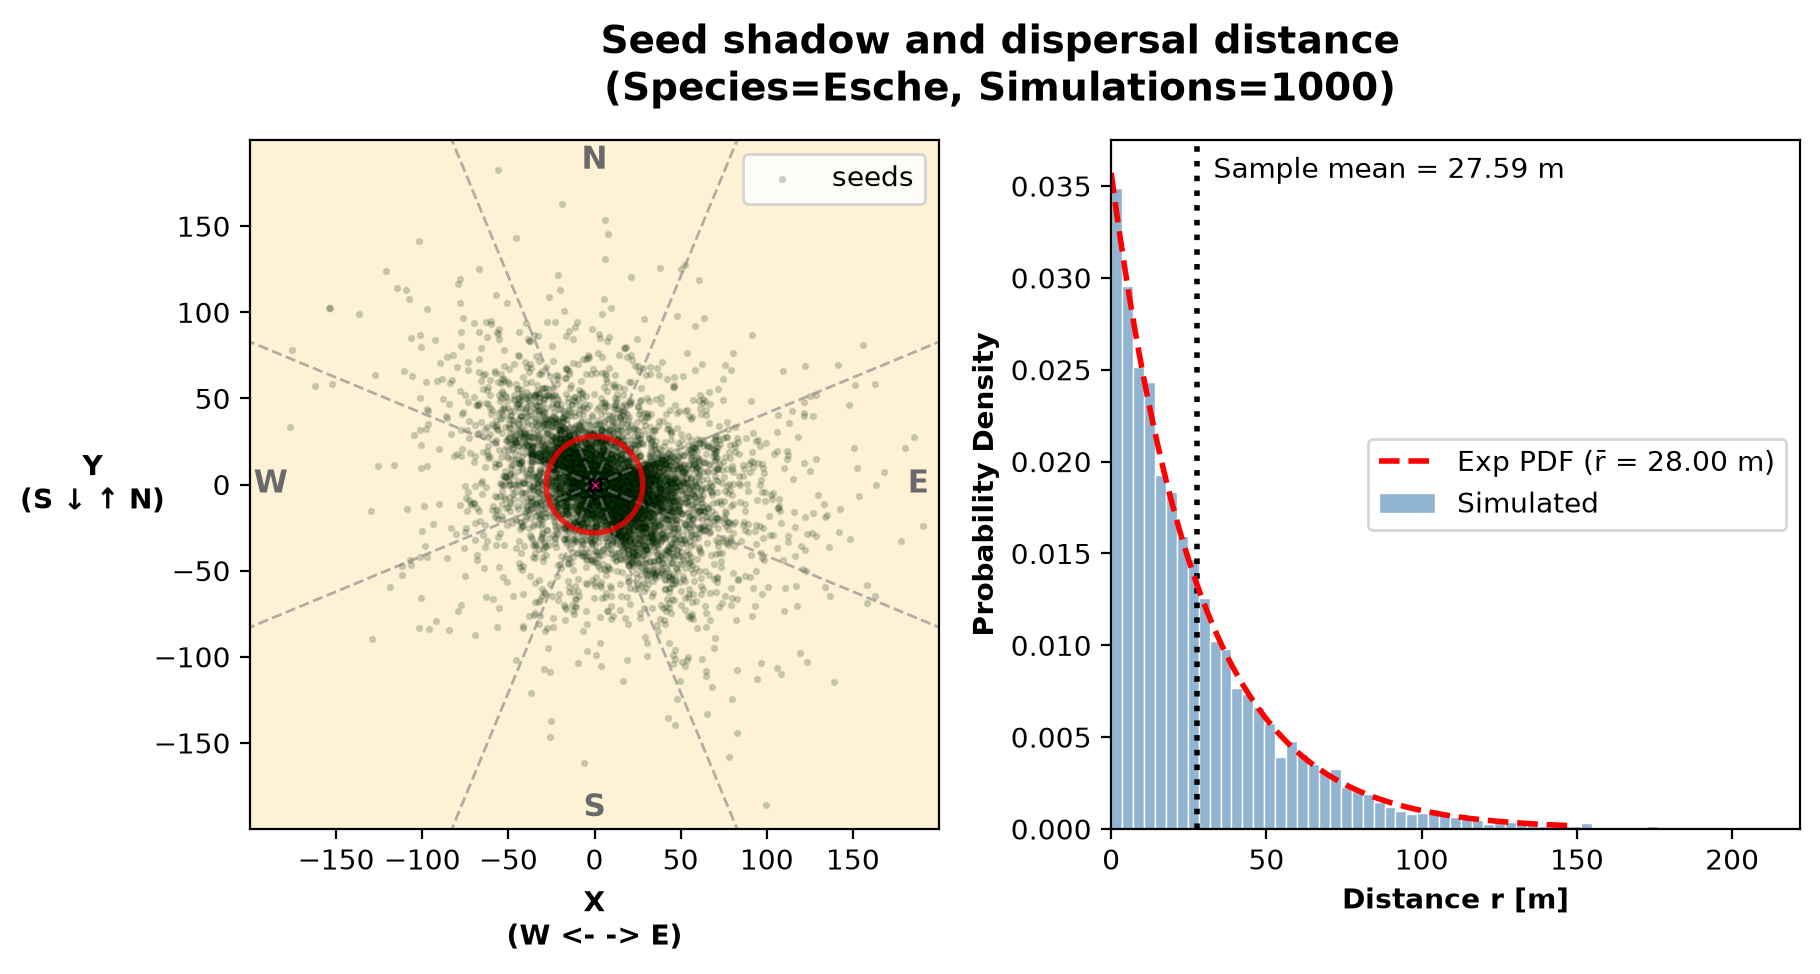 Seed shadow and dispersal distance
(Species=Esche, Simulations=1000)
N
seeds
W
E
S
150
100
50
0
−50
−100
−150
Y
(S ↓ ↑ N)
−150 −100 −50 0 50 100 150
X
(W <- -> E)
Sample mean = 27.59 m
Exp PDF (r̄ = 28.00 m)
Simulated
0.035
0.030
0.025
0.020
0.015
0.010
0.005
0.000
Probability Density
0 50 100 150 200
Distance r [m]